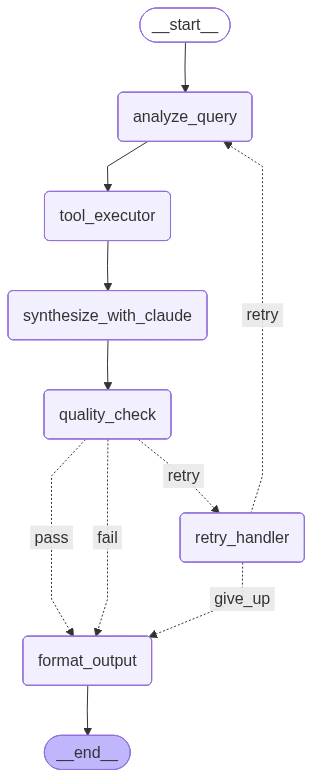 __start__
analyze_query
tool_executor
retry
synthesize_with_claude
quality_check
retry
pass
fail
retry_handler
give_up
format_output
__end__